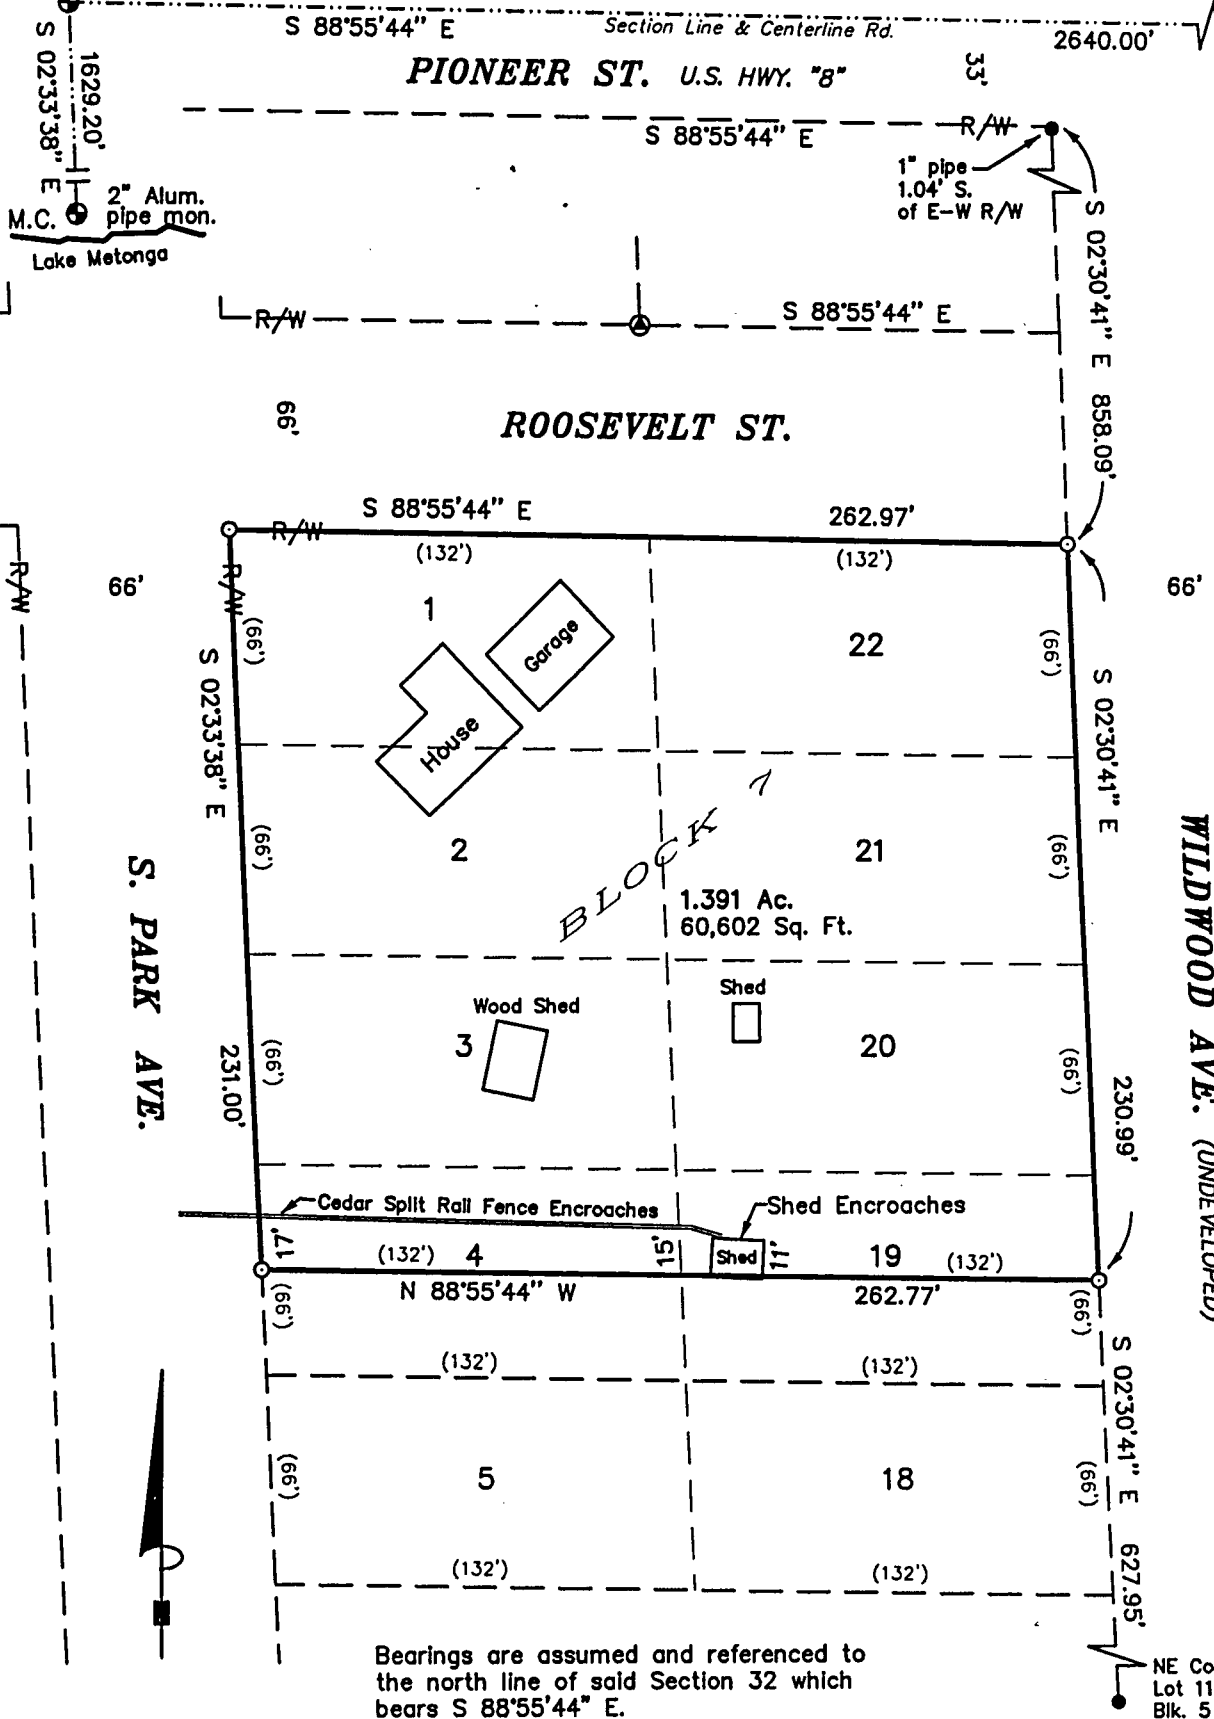 S 88°55'44" E
Section Line & Centerline Rd.
2640.00'
PIONEER ST. U.S. HWY. "8"
33'
S 02°33'38" E
1629.20'
S 88°55'44" E
R/W
1" pipe
1.04' S.
of E-W R/W
2" Alum.
pipe mon.
M.C.
Lake Metonga
S 02°30'41" E 858.09'
R/W
S 88°55'44" E
66'
ROOSEVELT ST.
S 88°55'44" E
262.97'
R/W
(132')
(132')
R/W
66'
R/W
66'
1
Garage
22
(66')
(66')
S 02°33'38" E
House
S 02°30'41" E
BLOCK 7
2
21
(66')
(66')
1.391 Ac.
60,602 Sq. Ft.
S. PARK AVE.
WILDWOOD AVE. (UNDEVELOPED)
Wood Shed
Shed
3
20
(66')
(66')
231.00'
230.99'
Cedar Split Rail Fence Encroaches
Shed Encroaches
17'
(132')
4
15'
Shed
11'
19
(132')
N 88°55'44" W
262.77'
(66')
(66')
(132')
(132')
S 02°30'41" E 627.95'
5
18
(66')
(66')
(132')
(132')
Bearings are assumed and referenced to
the north line of said Section 32 which
bears S 88°55'44" E.
NE Co
Lot 11
Blk. 5